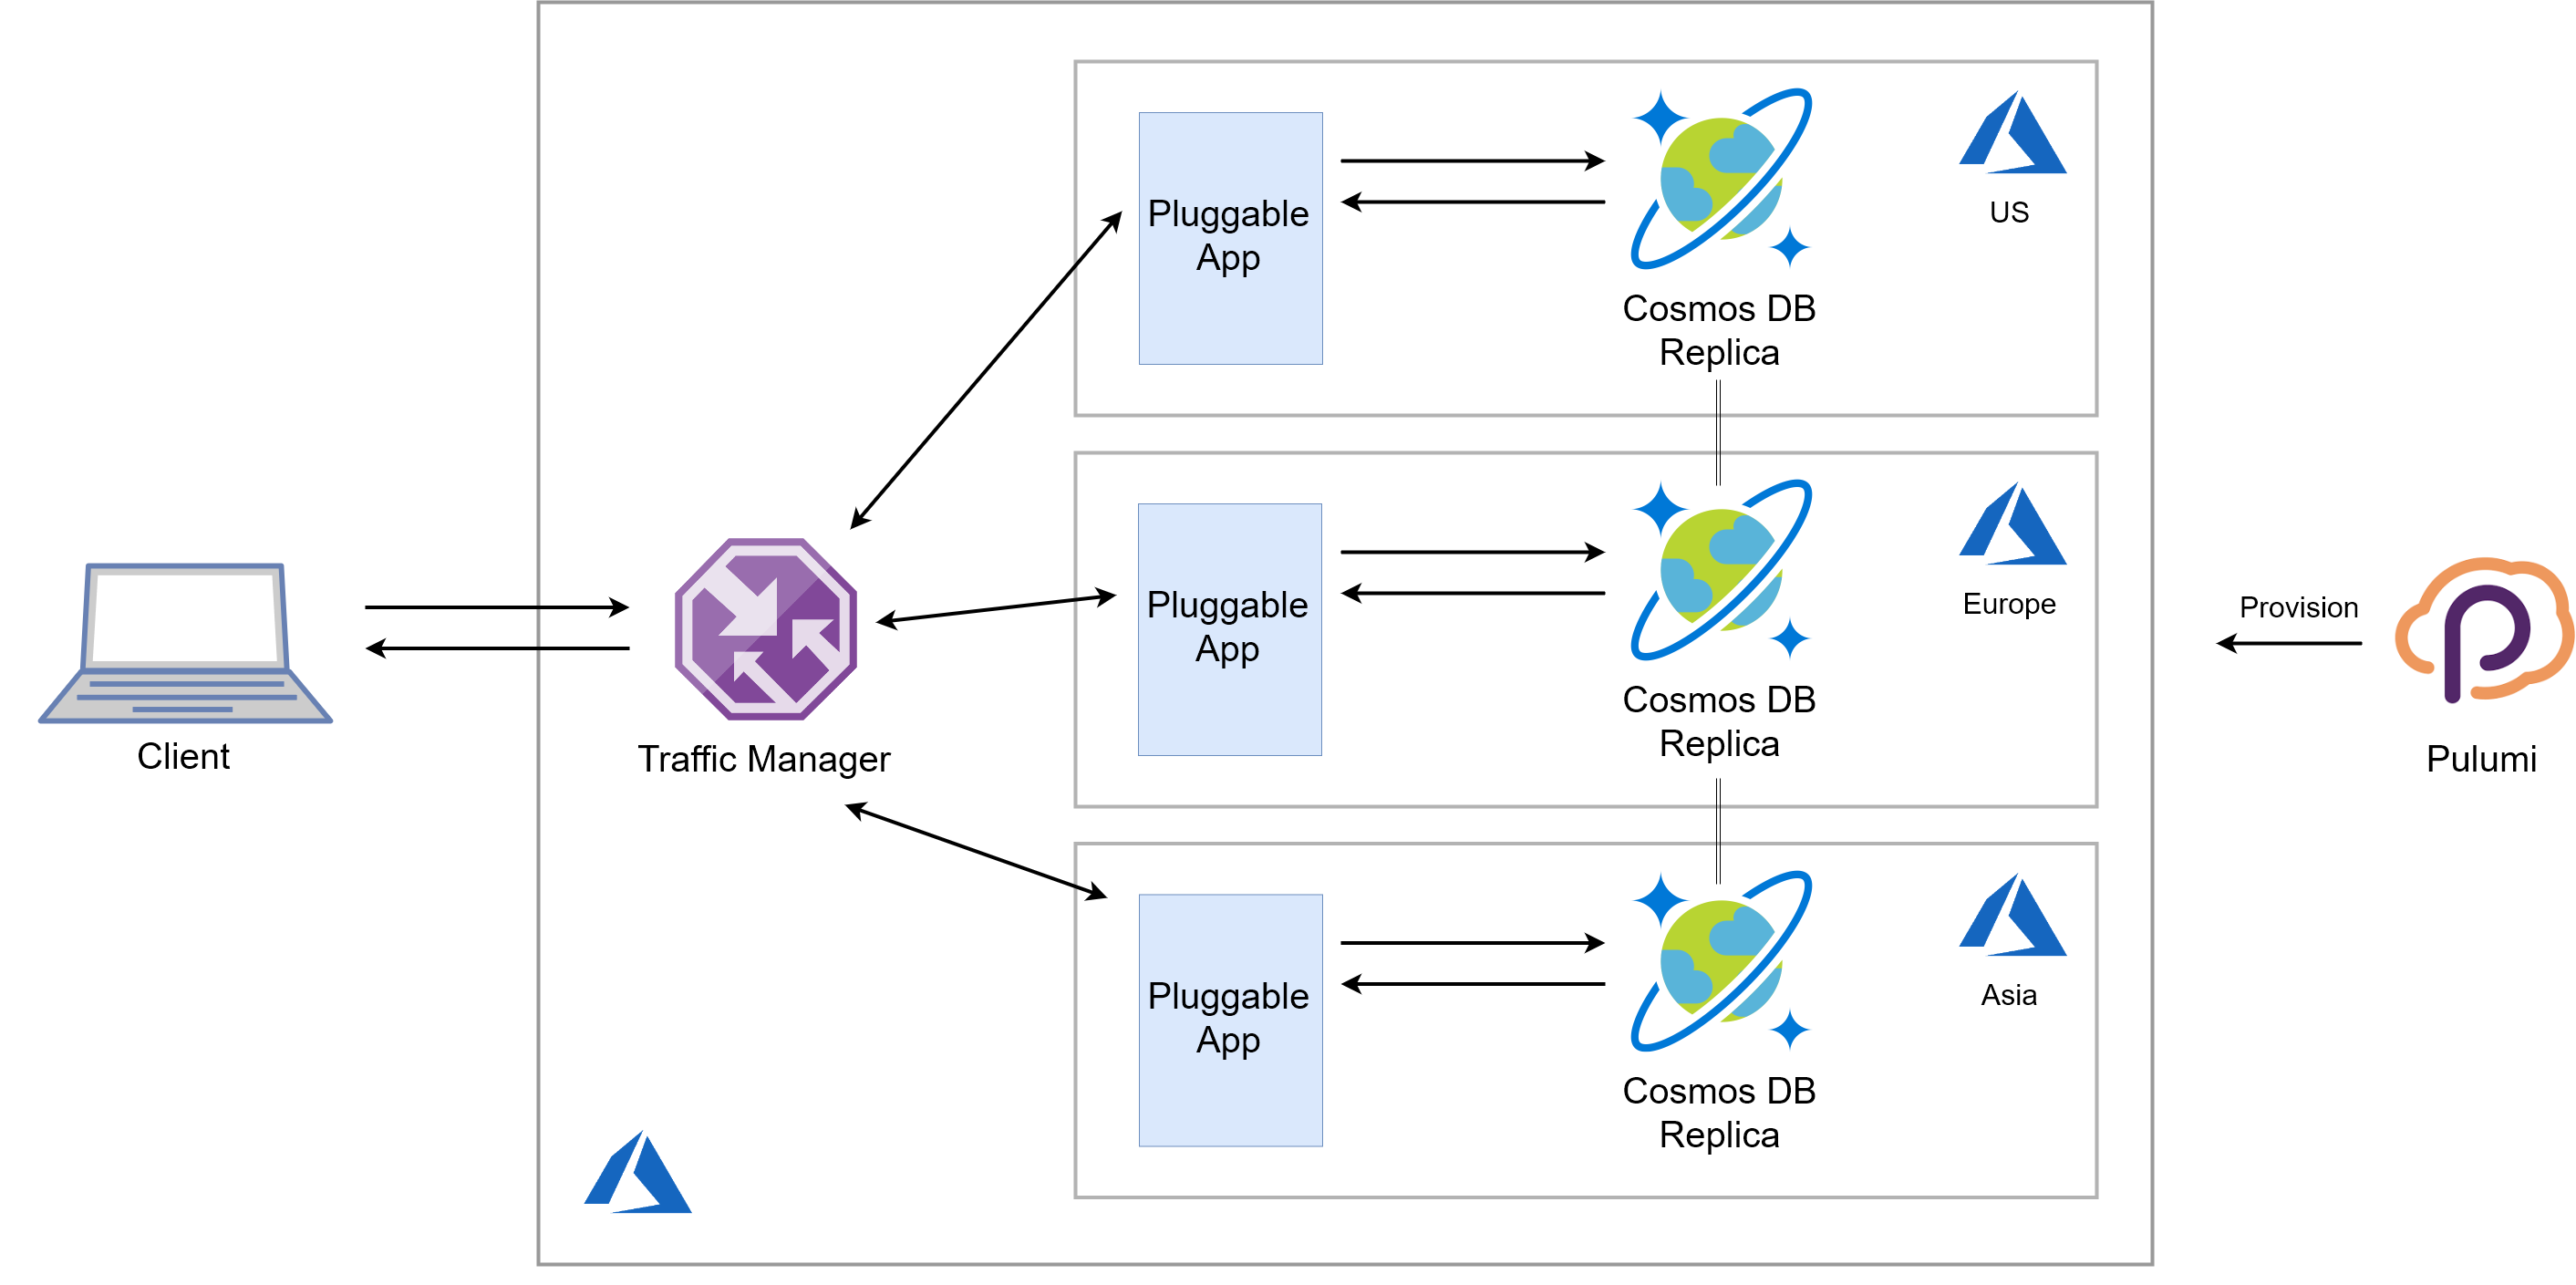 Pluggable
App
Cosmos DB
Replica
US
Pluggable
App
Cosmos DB
Replica
Europe
Client
Traffic Manager
Provision
Pulumi
Pluggable
App
Cosmos DB
Replica
Asia